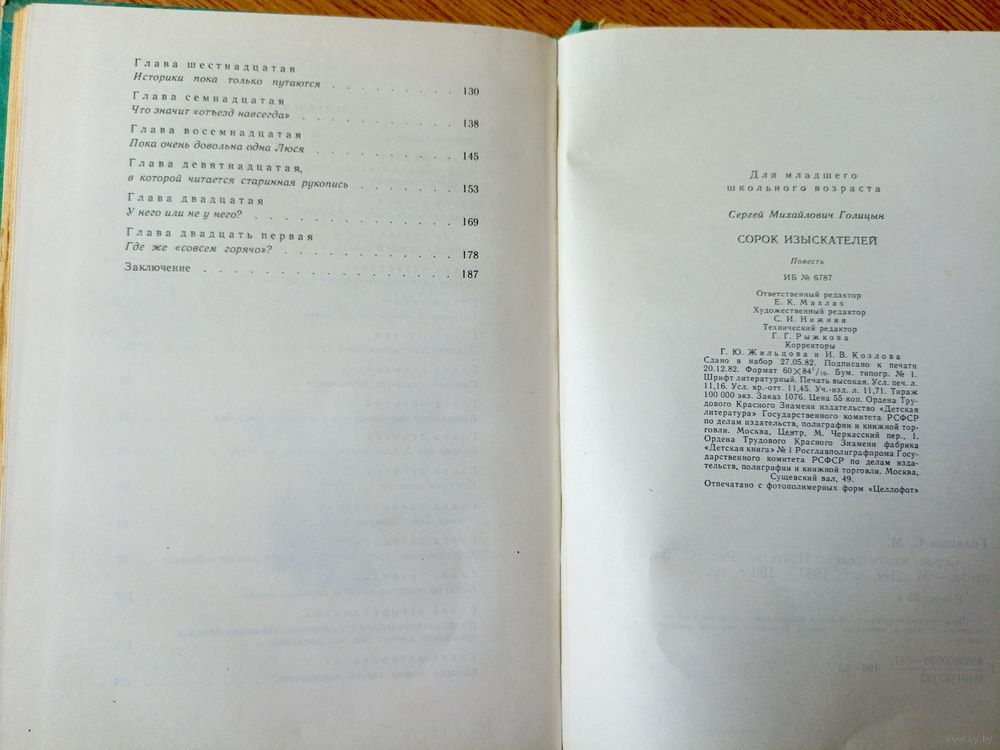 Глава шестнадцатая
Историки пока только путаются . . . . . . . . . 130
Глава семнадцатая
Что значит «отъезд навсегда» . . . . . . . . . . . 138
Глава восемнадцатая
Пока очень довольна одна Люся . . . . . . . . . . 145
Глава девятнадцатая,
в которой читается старинная рукопись . . . . . . . 153
Глава двадцатая
У него или не у него? . . . . . . . . . . . . . 169
Глава двадцать первая
Где же «совсем горячо»? . . . . . . . . . . . . 178
Заключение . . . . . . . . . . . . . . . . 187
Для младшего
школьного возраста
Сергей Михайлович Голицын
СОРОК ИЗЫСКАТЕЛЕЙ
Повесть
ИБ № 6787
Ответственный редактор
Е. К. Махлах
Художественный редактор
С. И. Нижняя
Технический редактор
Г. Г. Рыжкова
Корректоры
Г. Ю. Жильцова и И. В. Козлова
Сдано в набор 27.05.82. Подписано к печати
20.12.82. Формат 60×84¹/₁₆. Бум. типогр. № 1.
Шрифт литературный. Печать высокая. Усл. печ. л.
11,16. Усл. кр.-отт. 11,45. Уч.-изд. л. 11,71. Тираж
100 000 экз. Заказ 1076. Цена 55 коп. Ордена Тру-
дового Красного Знамени издательство «Детская
литература» Государственного комитета РСФСР
по делам издательств, полиграфии и книжной тор-
говли. Москва, Центр, М. Черкасский пер., 1.
Ордена Трудового Красного Знамени фабрика
«Детская книга» № 1 Росглавполиграфпрома Госу-
дарственного комитета РСФСР по делам изда-
тельств, полиграфии и книжной торговли. Москва,
Сущевский вал, 49.
Отпечатано с фотополимерных форм «Целлофот»
www.ay.by